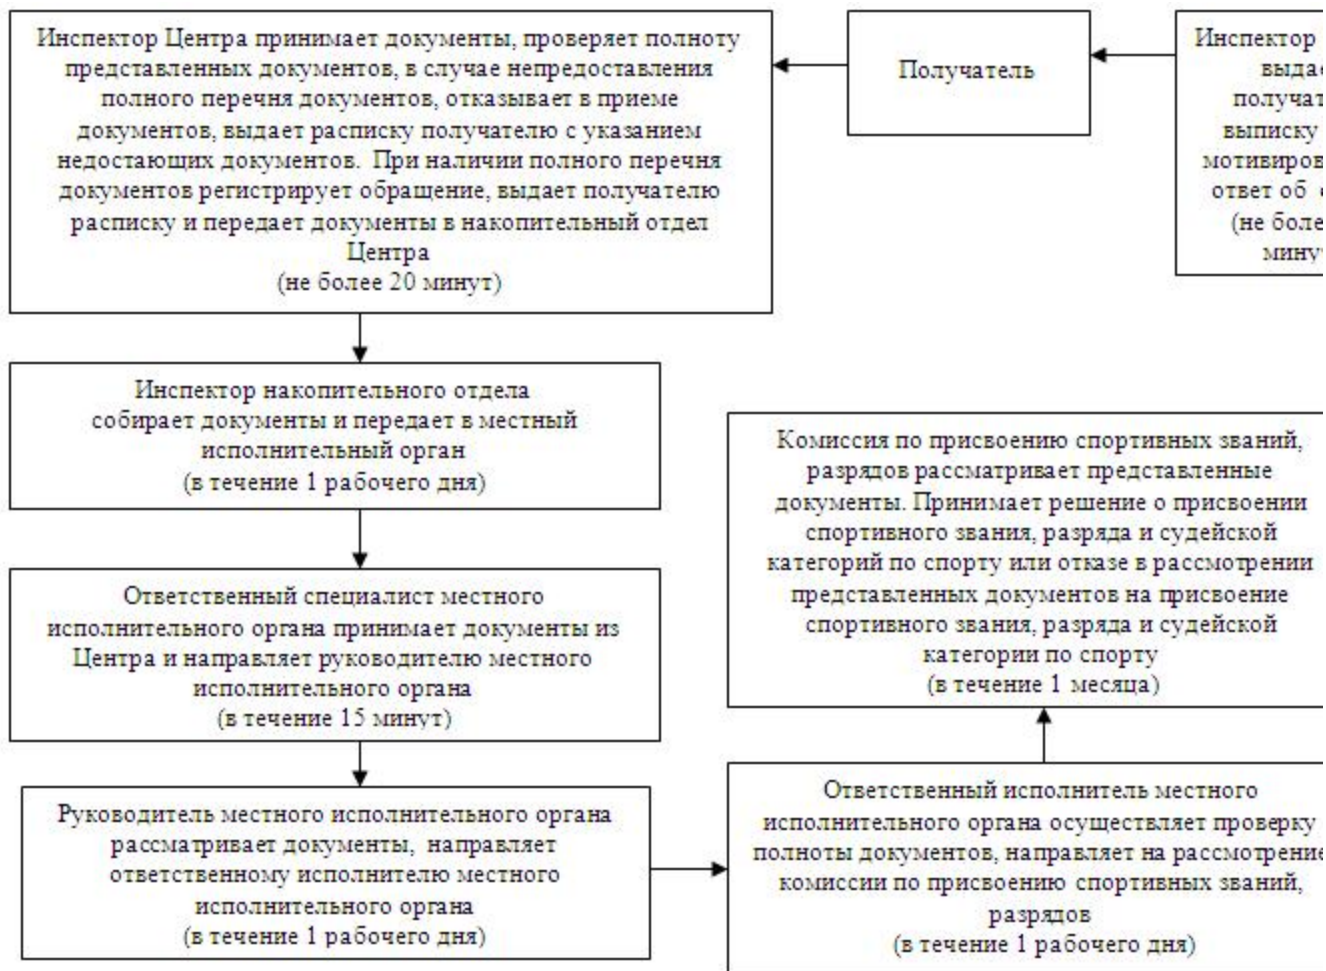 Инспектор Центра принимает документы, проверяет полноту
представленных документов, в случае непредоставления
полного перечня документов, отказывает в приеме
документов, выдает расписку получателю с указанием
недостающих документов. При наличии полного перечня
документов регистрирует обращение, выдает получателю
расписку и передает документы в накопительный отдел
Центра
(не более 20 минут)
Получатель
Инспектор
получат
выписку
мотивиров
ответ об
(не боле
мину
Инспектор накопительного отдела
собирает документы и передает в местный
исполнительный орган
(в течение 1 рабочего дня)
Ответственный специалист местного
исполнительного органа принимает документы из
Центра и направляет руководителю местного
исполнительного органа
(в течение 15 минут)
Руководитель местного исполнительного органа
рассматривает документы, направляет
ответственному исполнителю местного
исполнительного органа
(в течение 1 рабочего дня)
Ответственный исполнитель местного
исполнительного органа осуществляет проверку
полноты документов, направляет на рассмотрение
комиссии по присвоению спортивных званий,
разрядов
(в течение 1 рабочего дня)
Комиссия по присвоению спортивных званий,
разрядов рассматривает представленные
документы. Принимает решение о присвоении
спортивного звания, разряда и судейской
категорий по спорту или отказе в рассмотрении
представленных документов на присвоение
спортивного звания, разряда и судейской
категории по спорту
(в течение 1 месяца)